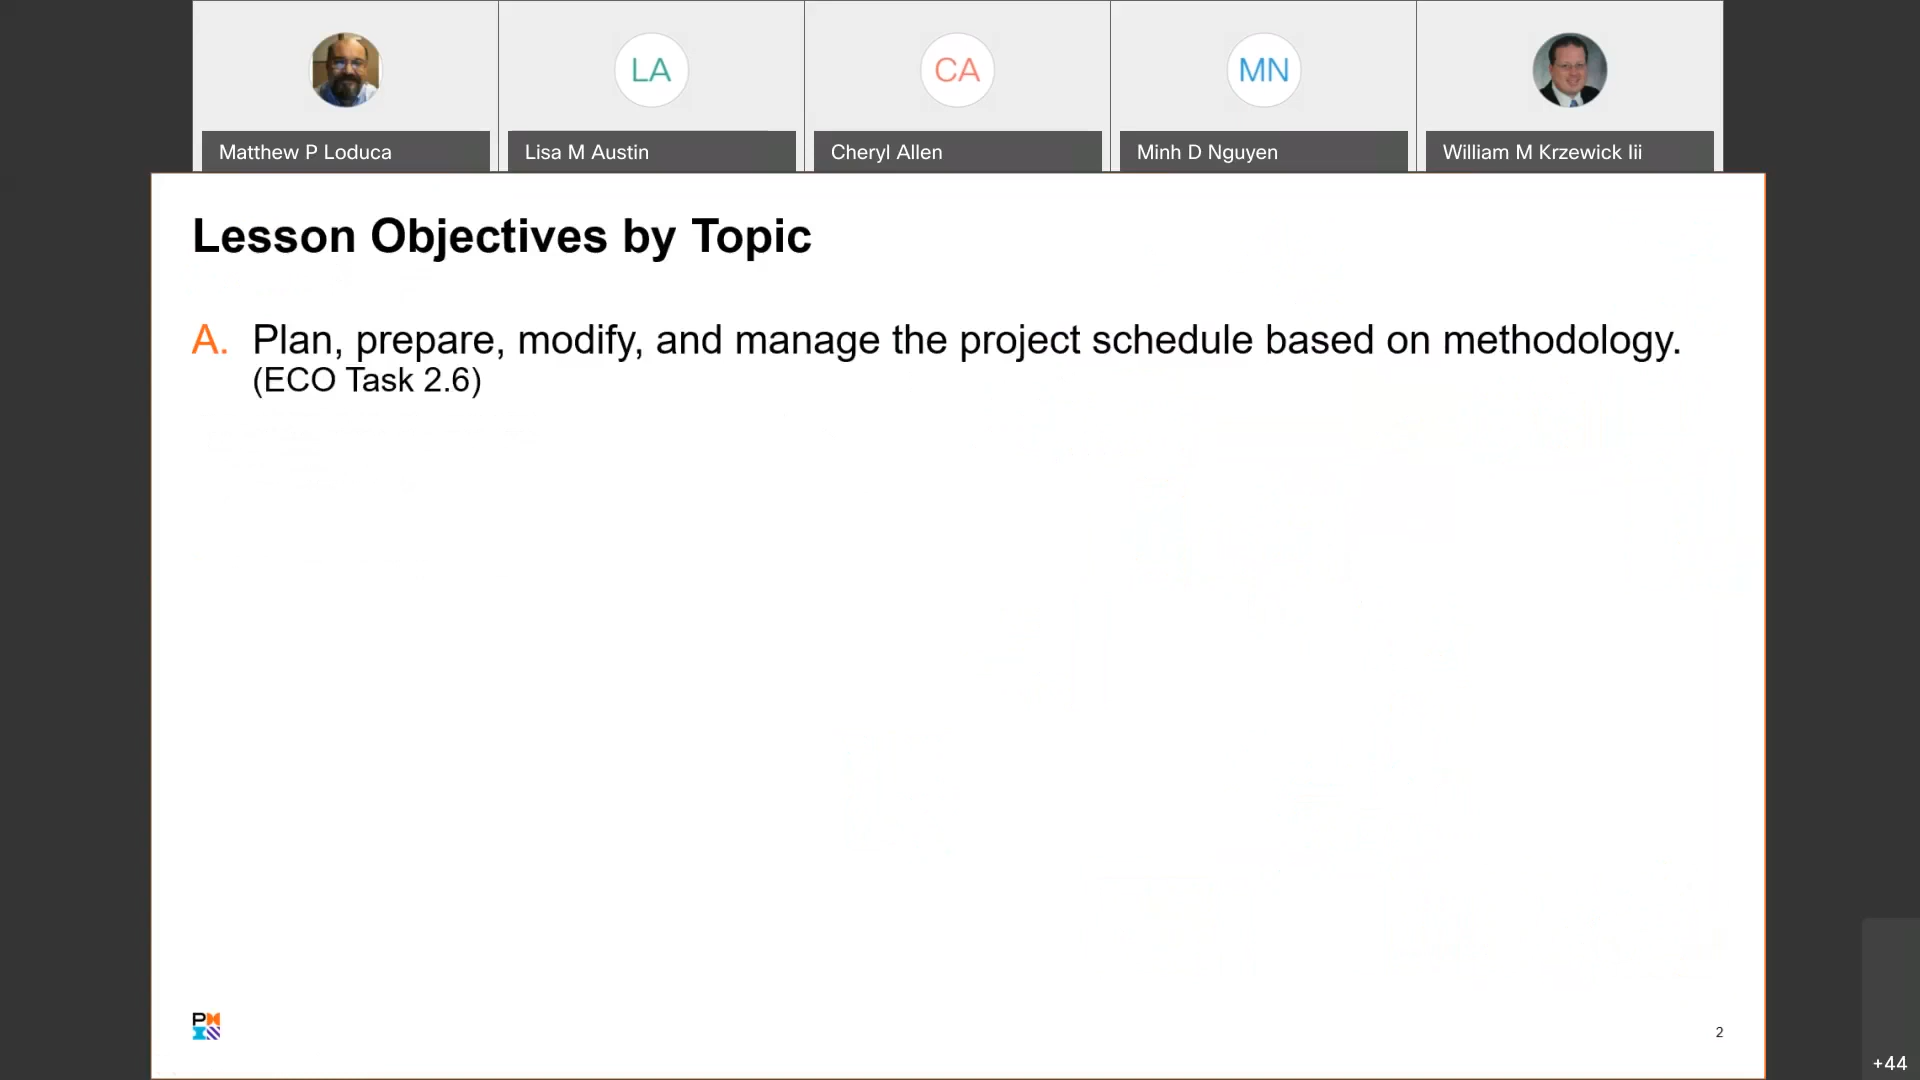 LA
CA
MN
Matthew P Loduca
Lisa M Austin
Cheryl Allen
Minh D Nguyen
William M Krzewick Iii
Lesson Objectives by Topic
A. Plan, prepare, modify, and manage the project schedule based on methodology.
(ECO Task 2.6)
2
+44